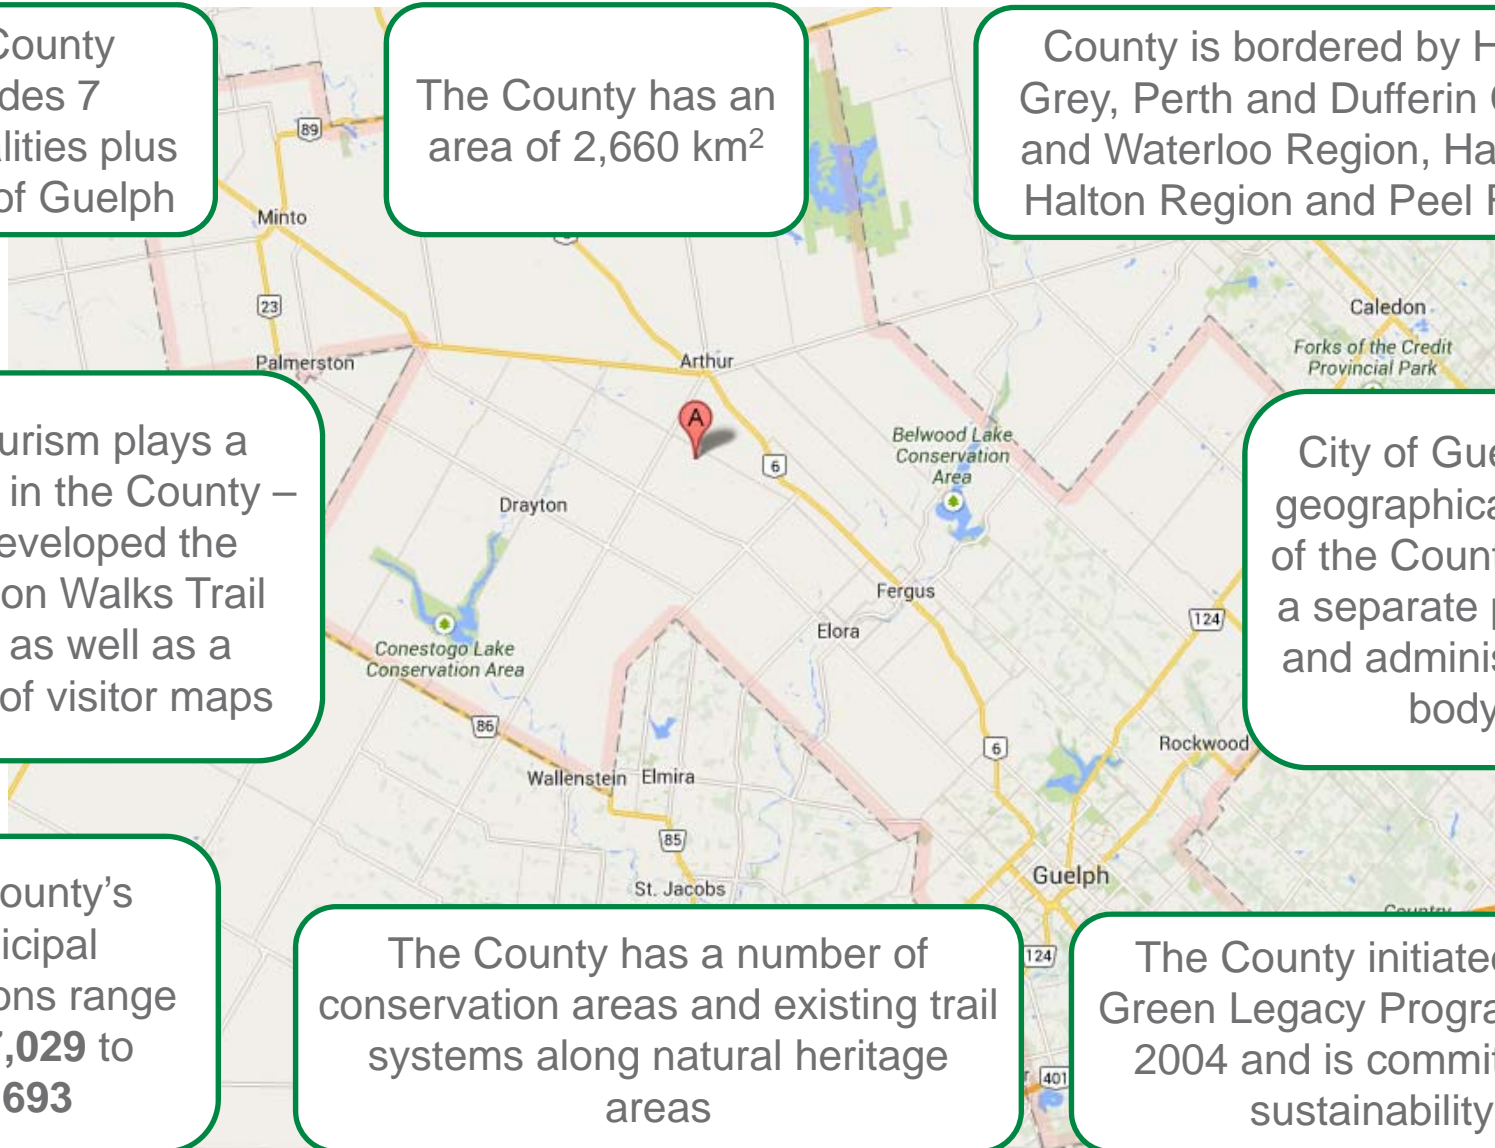 County
des 7
lities plus
of Guelph
The County has an
area of 2,660 km²
County is bordered by H
Grey, Perth and Dufferin
and Waterloo Region, Ha
Halton Region and Peel
89
Minto
23
Palmerston
Arthur
Caledon
Forks of the Credit
Provincial Park
urism plays a
in the County –
eveloped the
on Walks Trail
as well as a
of visitor maps
A
6
Belwood Lake
Conservation
Area
Drayton
City of Gue
geographica
of the Coun
a separate
and adminis
body
Fergus
Elora
124
Conestogo Lake
Conservation Area
86
6
Rockwood
Wallenstein
Elmira
85
Guelph
St. Jacobs
Country
ounty's
icipal
ons range
7,029 to
693
The County has a number of
conservation areas and existing trail
systems along natural heritage
areas
124
401
The County initiated
Green Legacy Progra
2004 and is commit
sustainability